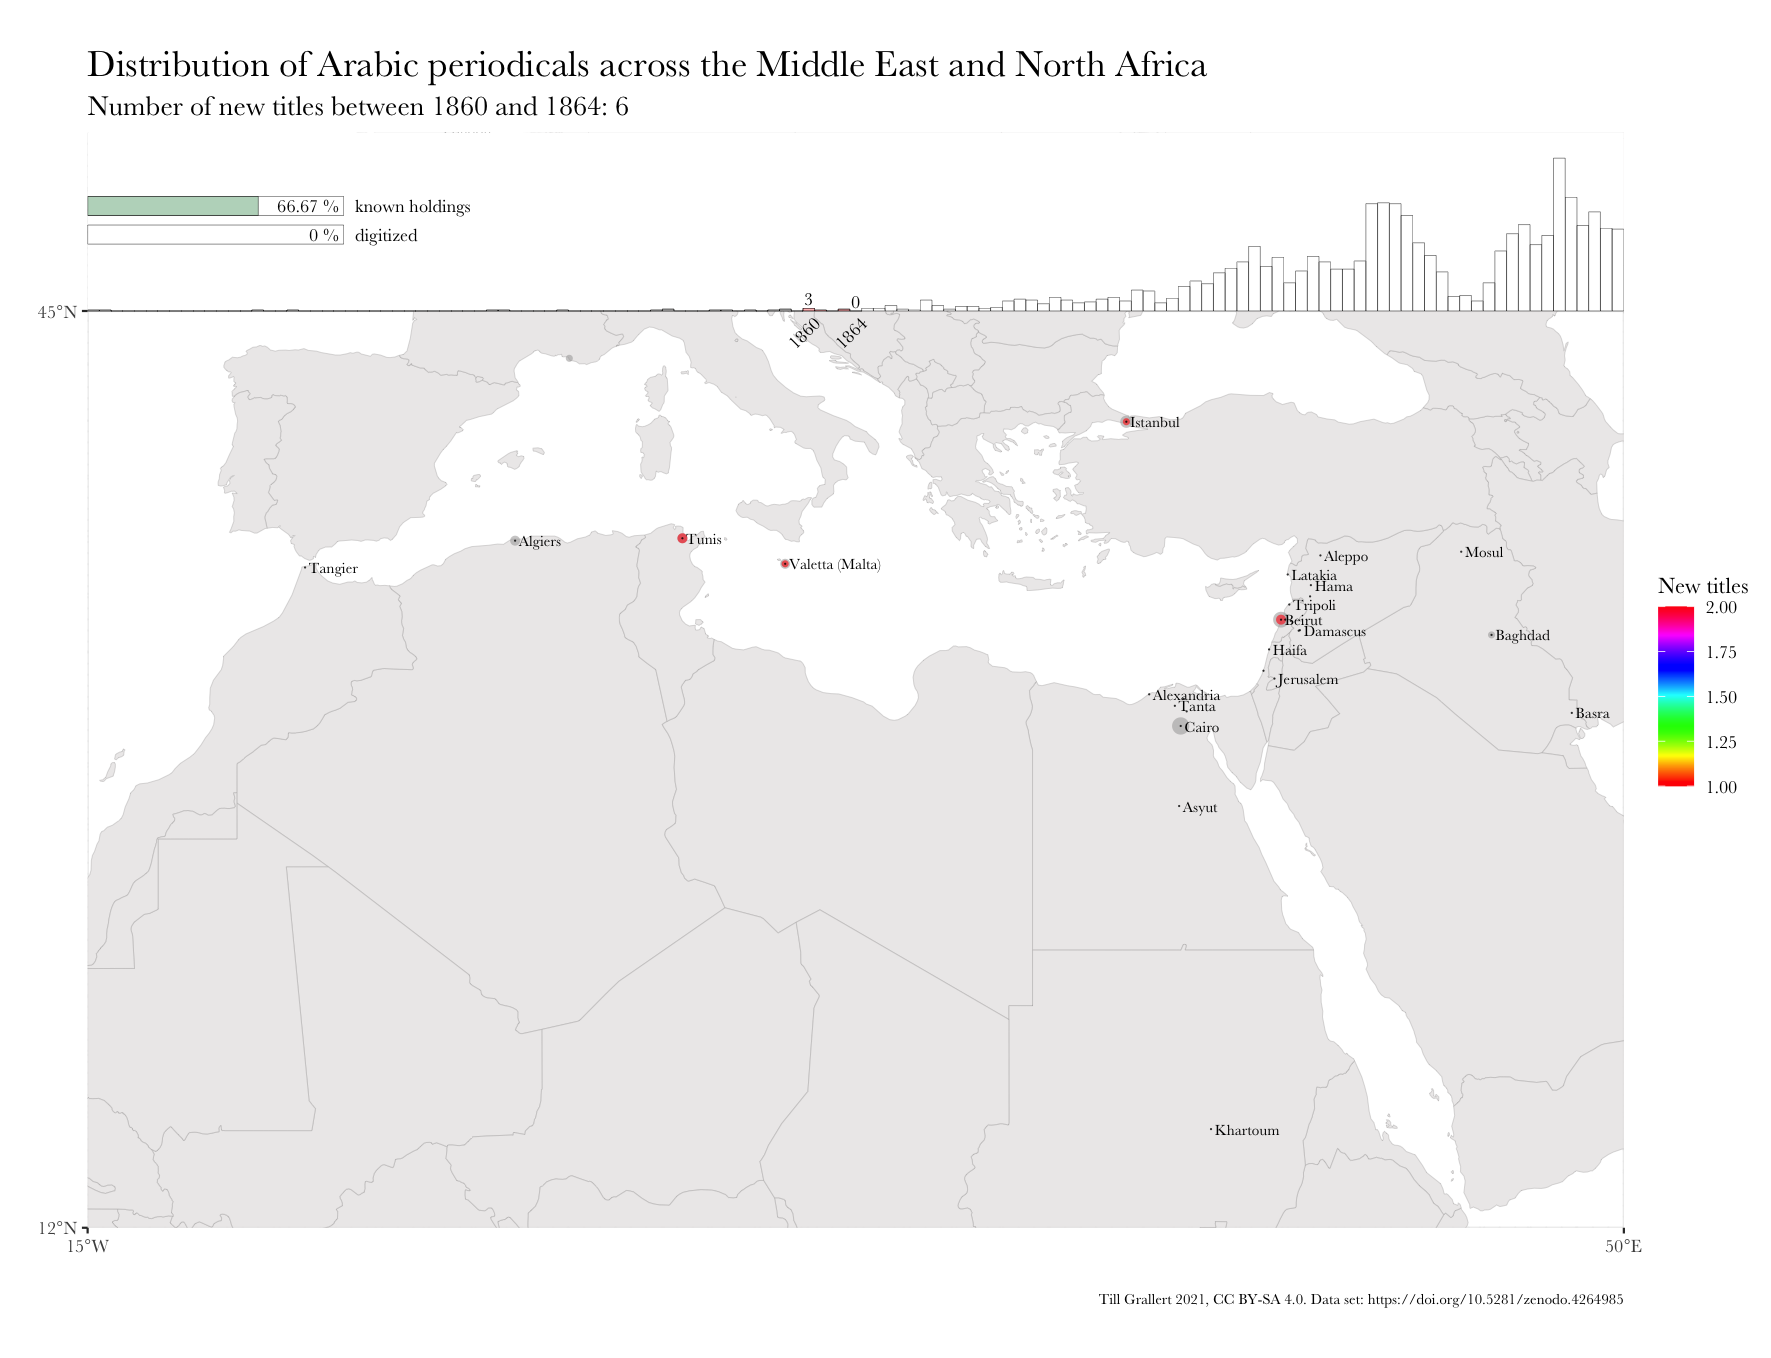 Distribution of Arabic periodicals across the Middle East and North Africa
Number of new titles between 1860 and 1864: 6
66.67 % known holdings
0 % digitized
3
0
45°N
1860
1864
Istanbul
Algiers
Tunis
Tangier
Valetta (Malta)
Aleppo
Mosul
Latakia
Hama
Tripoli
Beirut
Damascus
Baghdad
Haifa
Jerusalem
Alexandria
Tanta
Cairo
Basra
Asyut
Khartoum
New titles
2.00
1.75
1.50
1.25
1.00
12°N
15°W
50°E
Till Grallert 2021, CC BY-SA 4.0. Data set: https://doi.org/10.5281/zenodo.4264985